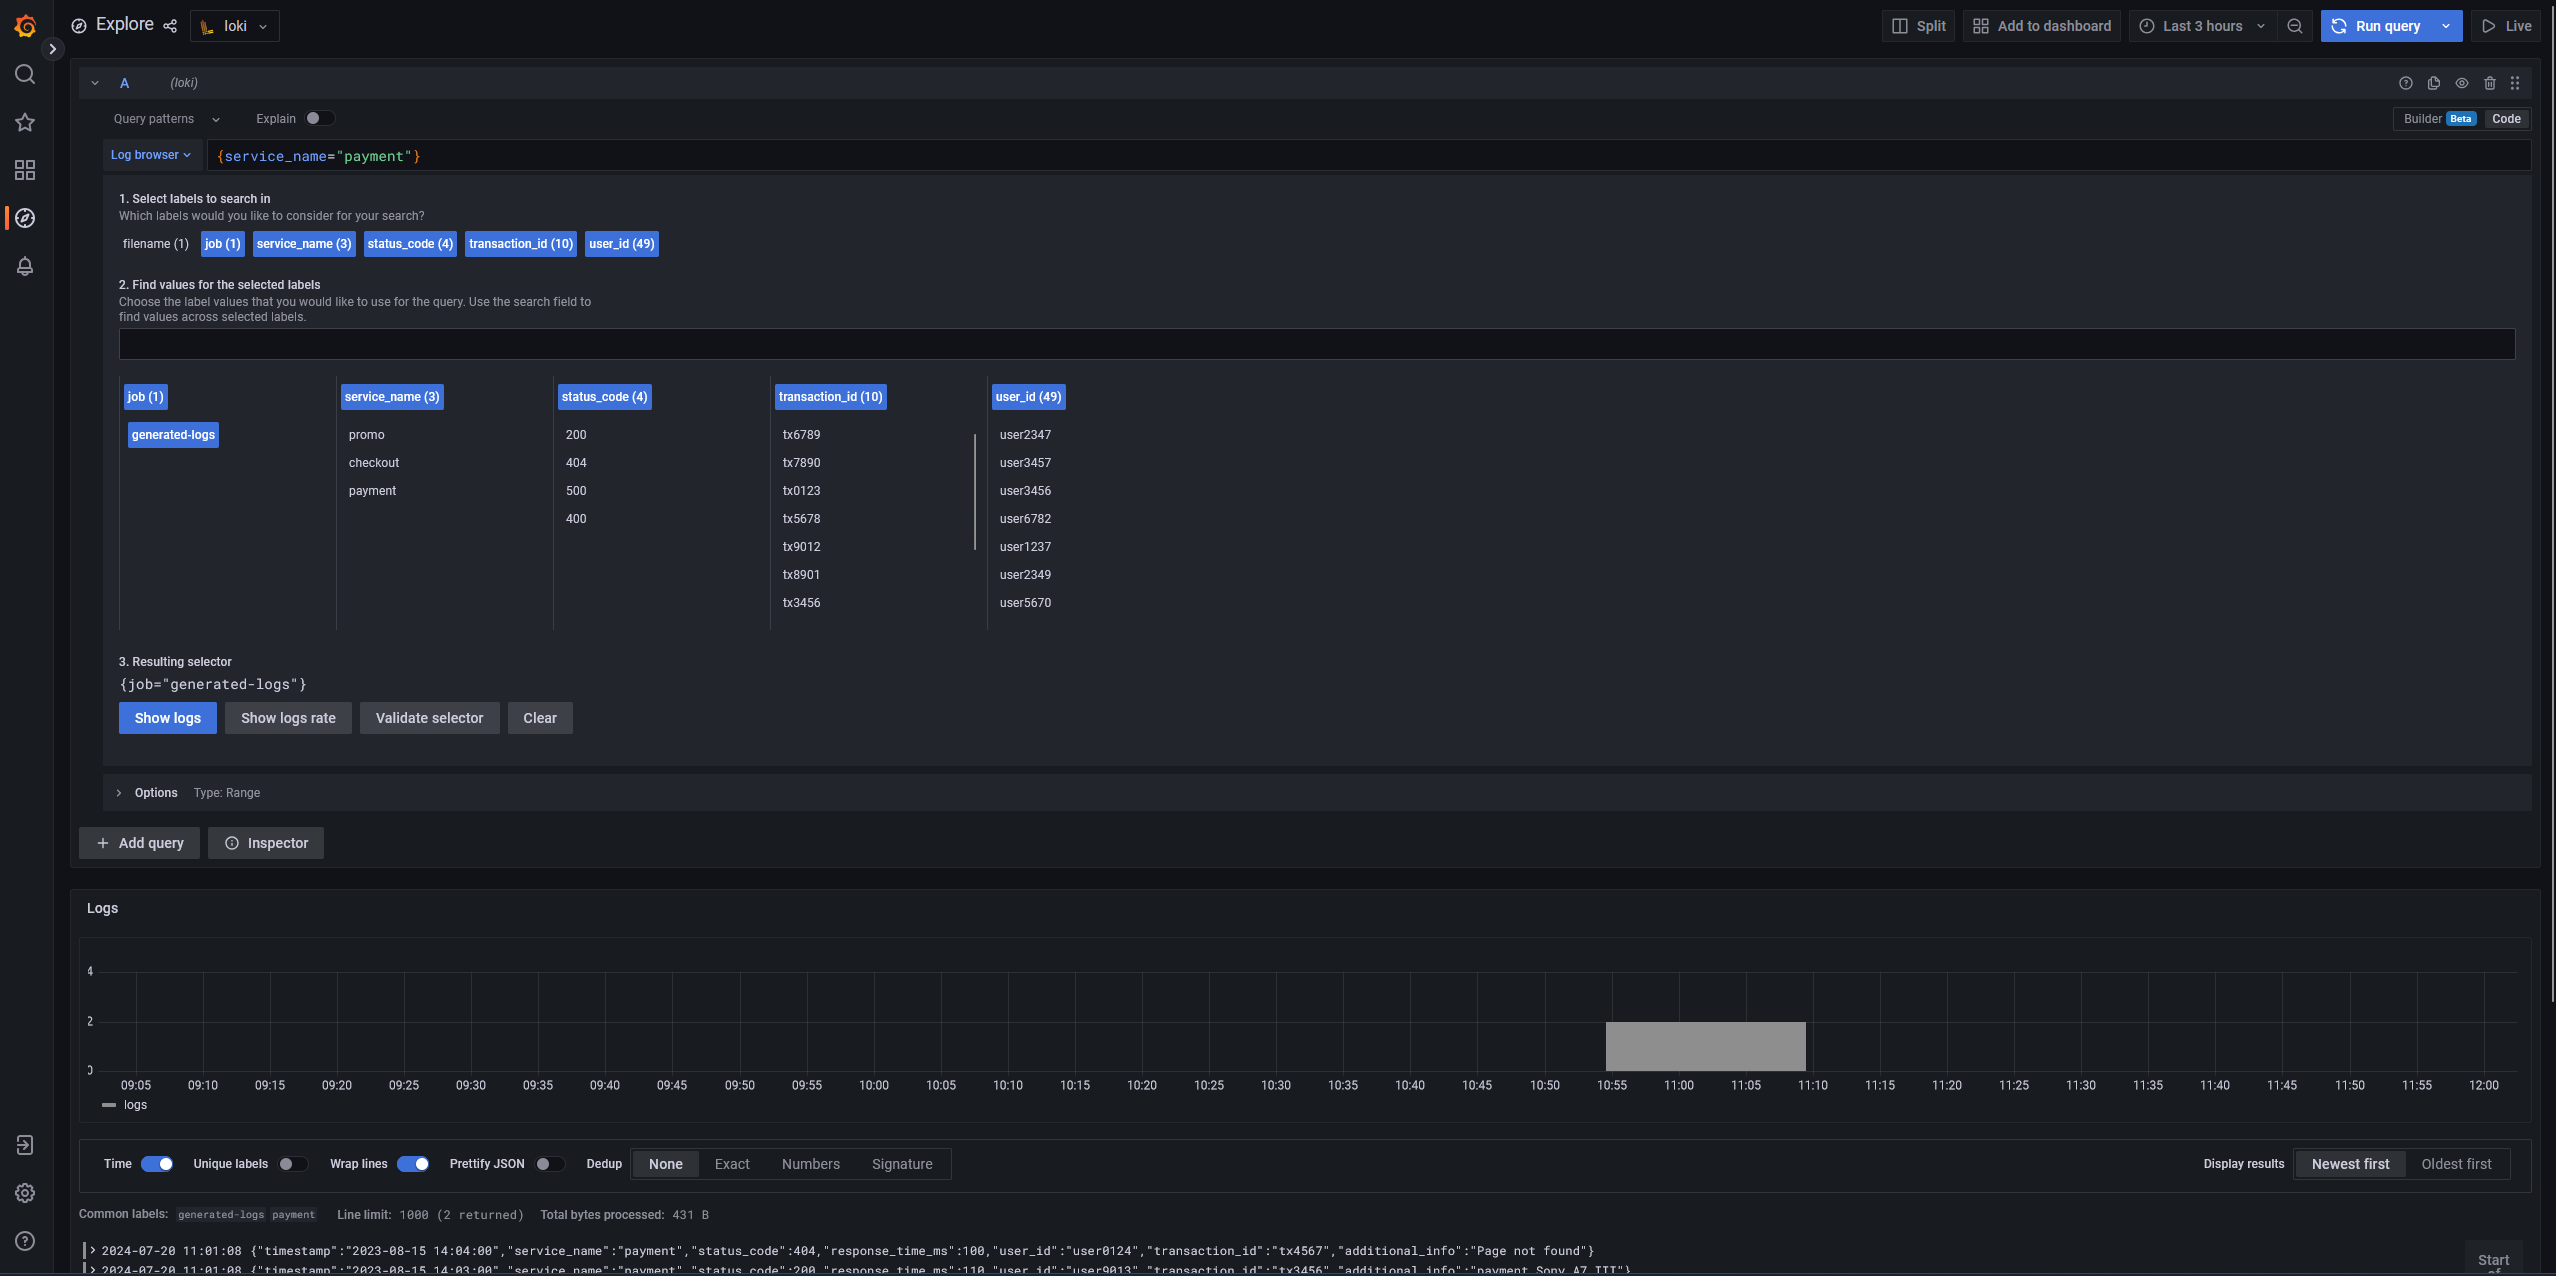 Explore loki Split Add to dashboard Last 3 hours Run query Live
A (loki)
Query patterns Explain Builder Beta Code
Log browser {service_name="payment"}
1. Select labels to search in
Which labels would you like to consider for your search?
filename (1) job (1) service_name (3) status_code (4) transaction_id (10) user_id (49)
2. Find values for the selected labels
Choose the label values that you would like to use for the query. Use the search field to
find values across selected labels.
job (1) service_name (3) status_code (4) transaction_id (10) user_id (49)
generated-logs promo 200 tx6789 user2347
checkout 404 tx7890 user3457
payment 500 tx0123 user3456
400 tx5678 user6782
tx9012 user1237
tx8901 user2349
tx3456 user5670
3. Resulting selector
{job="generated-logs"}
Show logs Show logs rate Validate selector Clear
Options Type: Range
Add query Inspector
Logs
4
2
0
09:05 09:10 09:15 09:20 09:25 09:30 09:35 09:40 09:45 09:50 09:55 10:00 10:05 10:10 10:15 10:20 10:25 10:30 10:35 10:40 10:45 10:50 10:55 11:00 11:05 11:10 11:15 11:20 11:25 11:30 11:35 11:40 11:45 11:50 11:55 12:00
logs
Time Unique labels Wrap lines Prettify JSON Dedup None Exact Numbers Signature Display results Newest first Oldest first
Common labels: generated-logs payment Line limit: 1000 (2 returned) Total bytes processed: 431 B
2024-07-20 11:01:08 {"timestamp":"2023-08-15 14:04:00","service_name":"payment","status_code":404,"response_time_ms":100,"user_id":"user0124","transaction_id":"tx4567","additional_info":"Page not found"}
2024-07-20 11:01:08 {"timestamp":"2023-08-15 14:03:00","service_name":"payment","status_code":200,"response_time_ms":110,"user_id":"user9013","transaction_id":"tx3456","additional_info":"payment Sony A7 III"}
Start